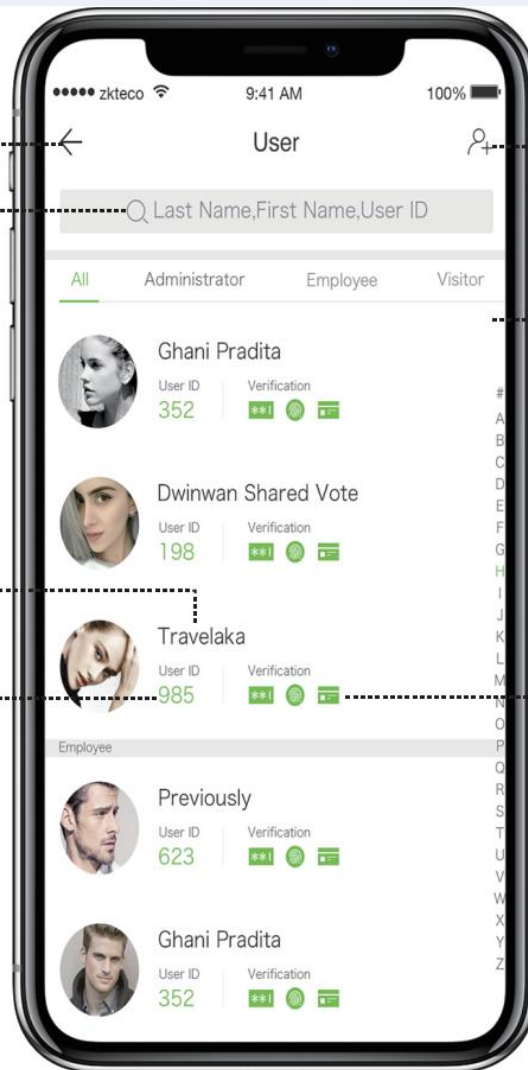 zkteco 9:41 AM 100%
User
Last Name,First Name,User ID
All Administrator Employee Visitor
Ghani Pradita
User ID Verification
352 **I
Dwinwan Shared Vote
User ID Verification
198 **I
Travelaka
User ID Verification
985 **I
Employee
Previously
User ID Verification
623 **I
Ghani Pradita
User ID Verification
352 **I
#
A
B
C
D
E
F
G
H
I
J
K
L
M
N
O
P
Q
R
S
T
U
V
W
X
Y
Z